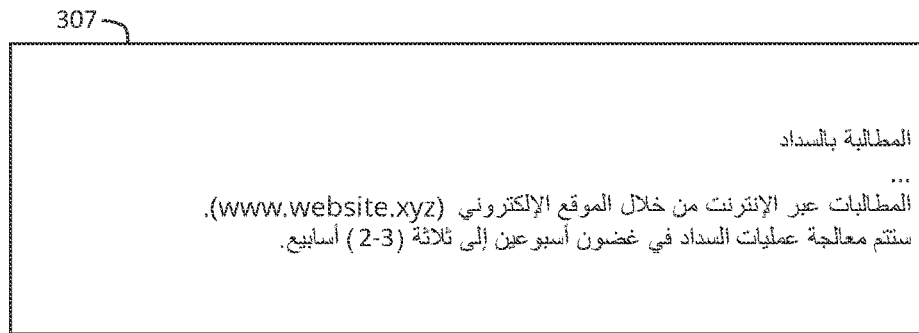 307
المطالبة بالسداد
...
المطالبات عبر الإنترنت من خلال الموقع الإلكتروني (www.website.xyz).
ستتم معالجة عمليات السداد في غضون أسبوعين إلى ثلاثة (3-2) أسابيع.